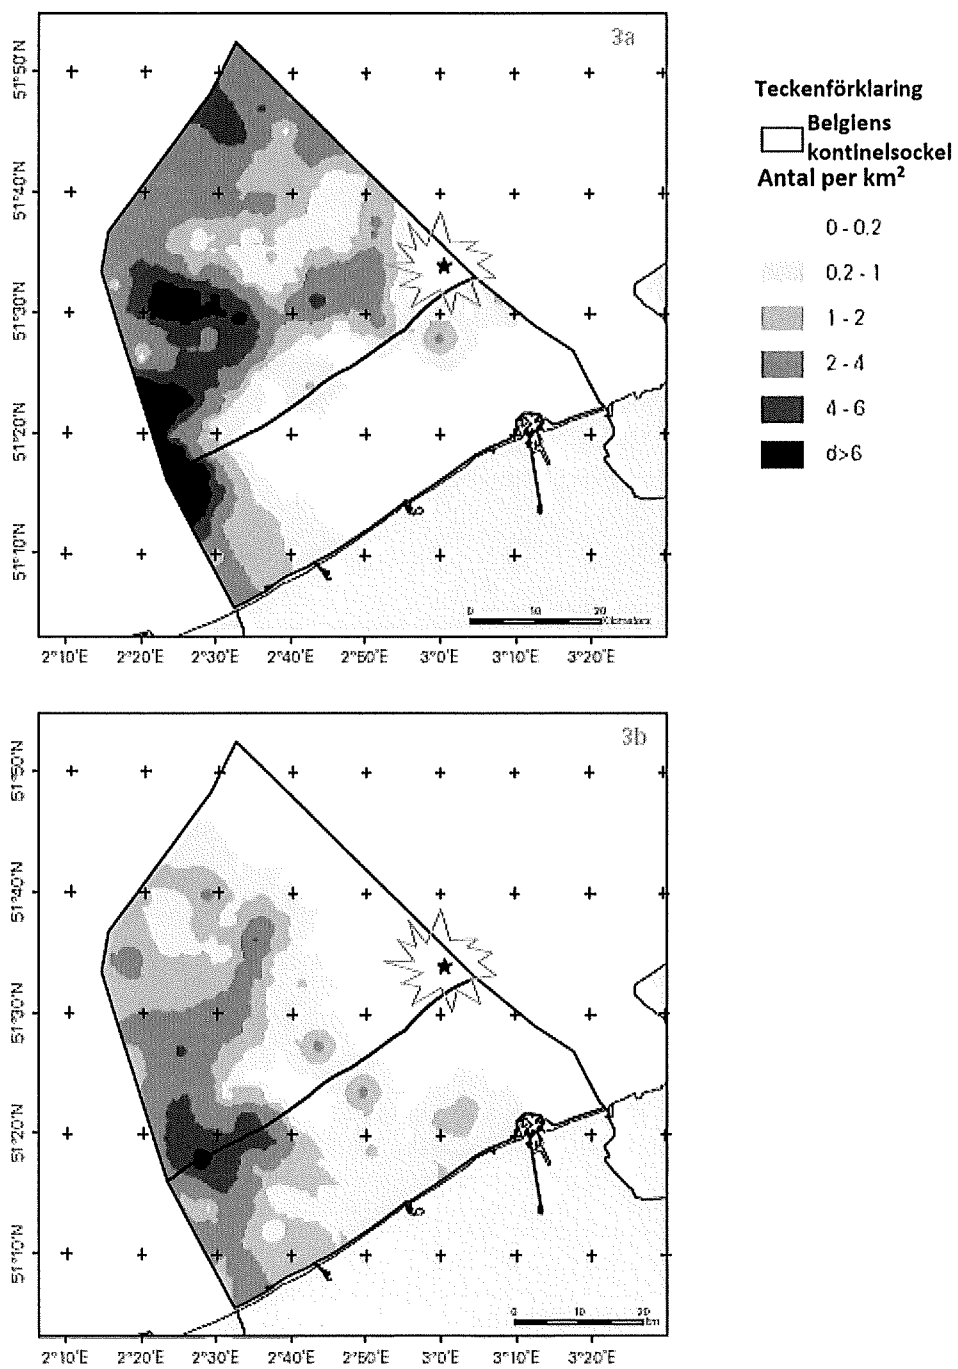 3a
51°50'N
51°40'N
51°30'N
51°20'N
51°10'N
2°10'E 2°20'E 2°30'E 2°40'E 2°50'E 3°0'E 3°10'E 3°20'E
0 10 20
Kilometers
Teckenförklaring
Belgiens
kontinelsockel
Antal per km²
0 - 0.2
0.2 - 1
1 - 2
2 - 4
4 - 6
d>6
3b
51°50'N
51°40'N
51°30'N
51°20'N
51°10'N
2°10'E 2°20'E 2°30'E 2°40'E 2°50'E 3°0'E 3°10'E 3°20'E
0 10 20
km